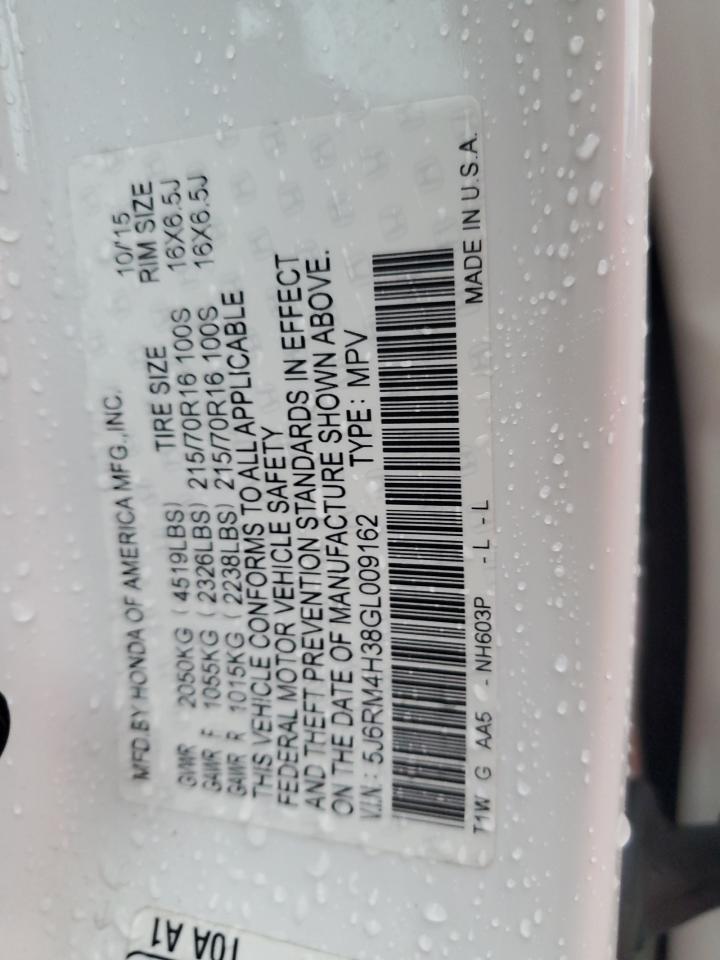 MFD.BY HONDA OF AMERICA MFG.,INC. 10/15
TIRE SIZE RIM SIZE
GVWR 2050KG (4519LBS)
GAWR F 1055KG (2326LBS) 215/70R16 100S 16X6.5J
GAWR R 1015KG (2238LBS) 215/70R16 100S 16X6.5J
THIS VEHICLE CONFORMS TO ALL APPLICABLE
FEDERAL MOTOR VEHICLE SAFETY
AND THEFT PREVENTION STANDARDS IN EFFECT
ON THE DATE OF MANUFACTURE SHOWN ABOVE.
V.I.N.: 5J6RM4H38GL009162 TYPE: MPV
T1W G AA5 - NH603P - L - L MADE IN U.S.A.
10A A1